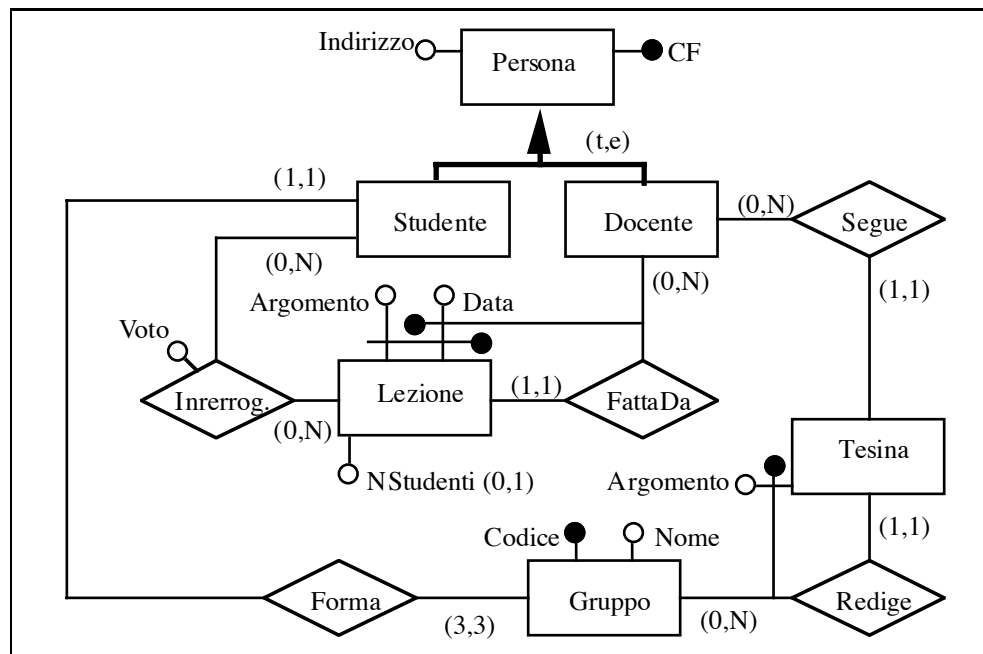 Indirizzo
Persona
CF
(t,e)
(1,1)
Studente
Docente
(0,N)
Segue
(0,N)
(0,N)
(1,1)
Argomento
Data
Voto
Inrerrog.
Lezione
(1,1)
FattaDa
(0,N)
NStudenti (0,1)
Tesina
Argomento
Codice
Nome
(1,1)
Forma
(3,3)
Gruppo
(0,N)
Redige